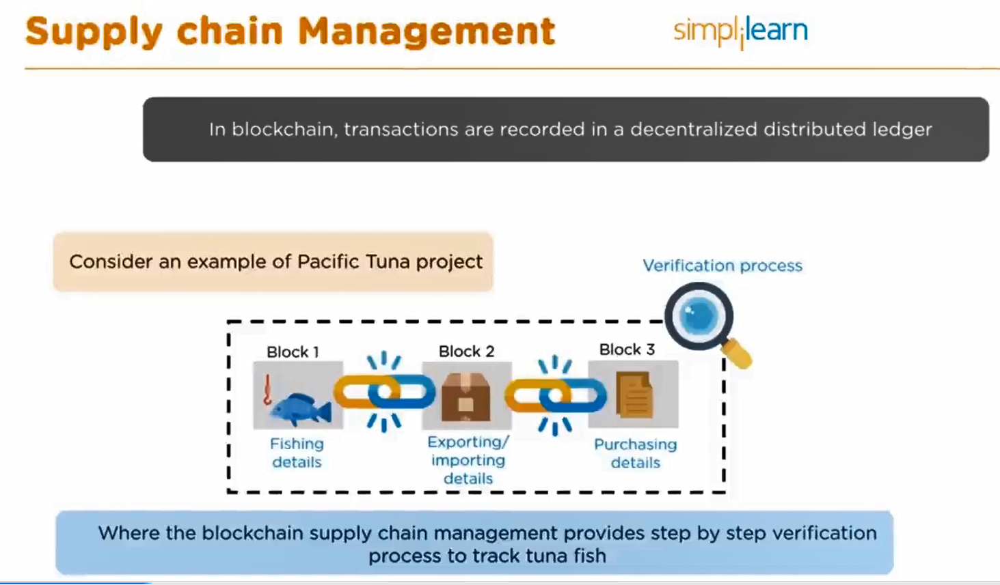 Supply chain Management
simplilearn
In blockchain, transactions are recorded in a decentralized distributed ledger
Consider an example of Pacific Tuna project
Verification process
Block 1
Block 2
Block 3
Fishing
details
Exporting/
importing
details
Purchasing
details
Where the blockchain supply chain management provides step by step verification
process to track tuna fish